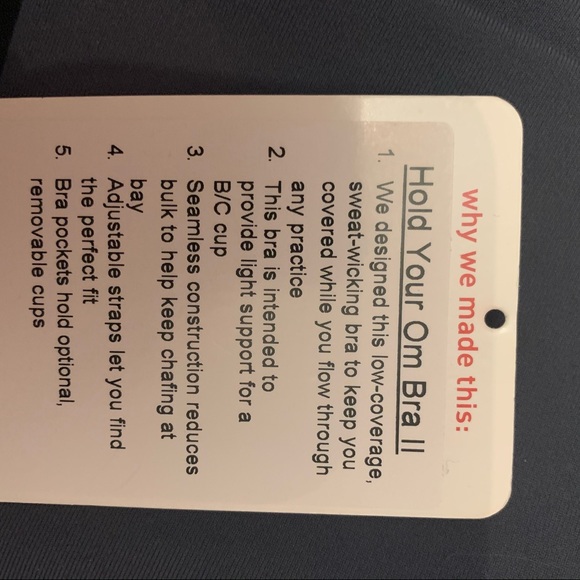 why we made this:
Hold Your Om Bra II
1. We designed this low-coverage,
sweat-wicking bra to keep you
covered while you flow through
any practice
2. This bra is intended to
provide light support for a
B/C cup
3. Seamless construction reduces
bulk to help keep chafing at
bay
4. Adjustable straps let you find
the perfect fit
5. Bra pockets hold optional,
removable cups